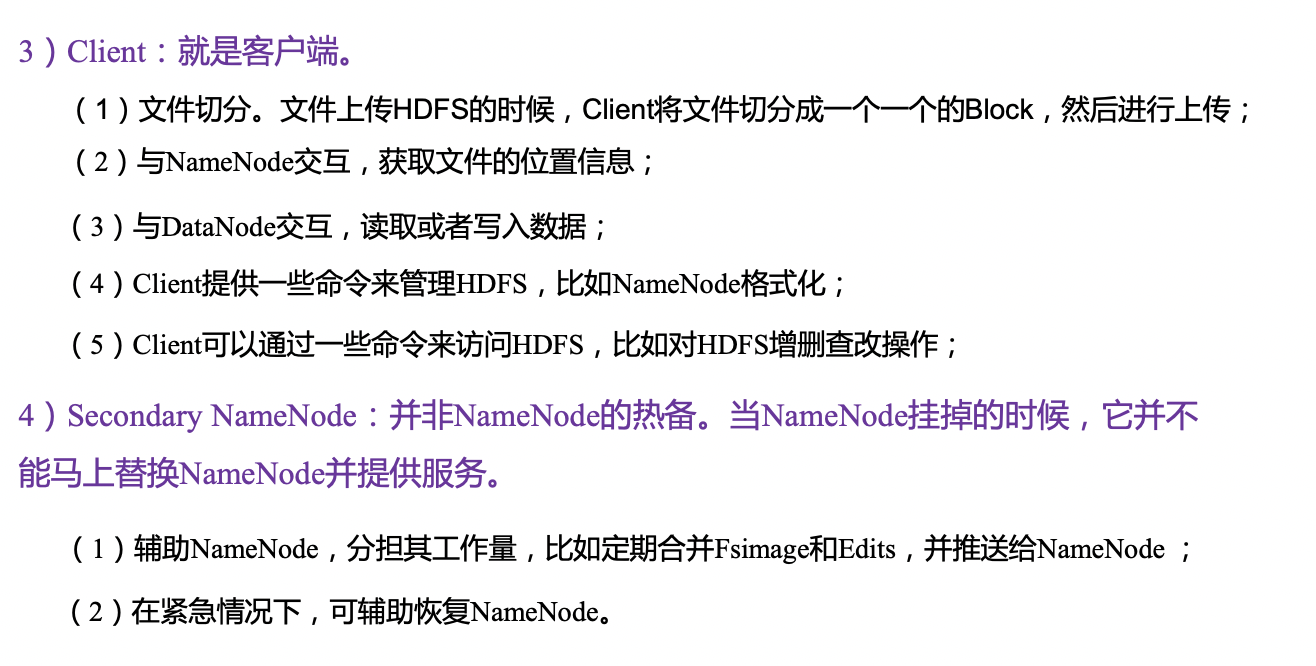 3）Client：就是客户端。
（1）文件切分。文件上传HDFS的时候，Client将文件切分成一个一个的Block，然后进行上传；
（2）与NameNode交互，获取文件的位置信息；
（3）与DataNode交互，读取或者写入数据；
（4）Client提供一些命令来管理HDFS，比如NameNode格式化；
（5）Client可以通过一些命令来访问HDFS，比如对HDFS增删查改操作；
4）Secondary NameNode：并非NameNode的热备。当NameNode挂掉的时候，它并不
能马上替换NameNode并提供服务。
（1）辅助NameNode，分担其工作量，比如定期合并Fsimage和Edits，并推送给NameNode ；
（2）在紧急情况下，可辅助恢复NameNode。